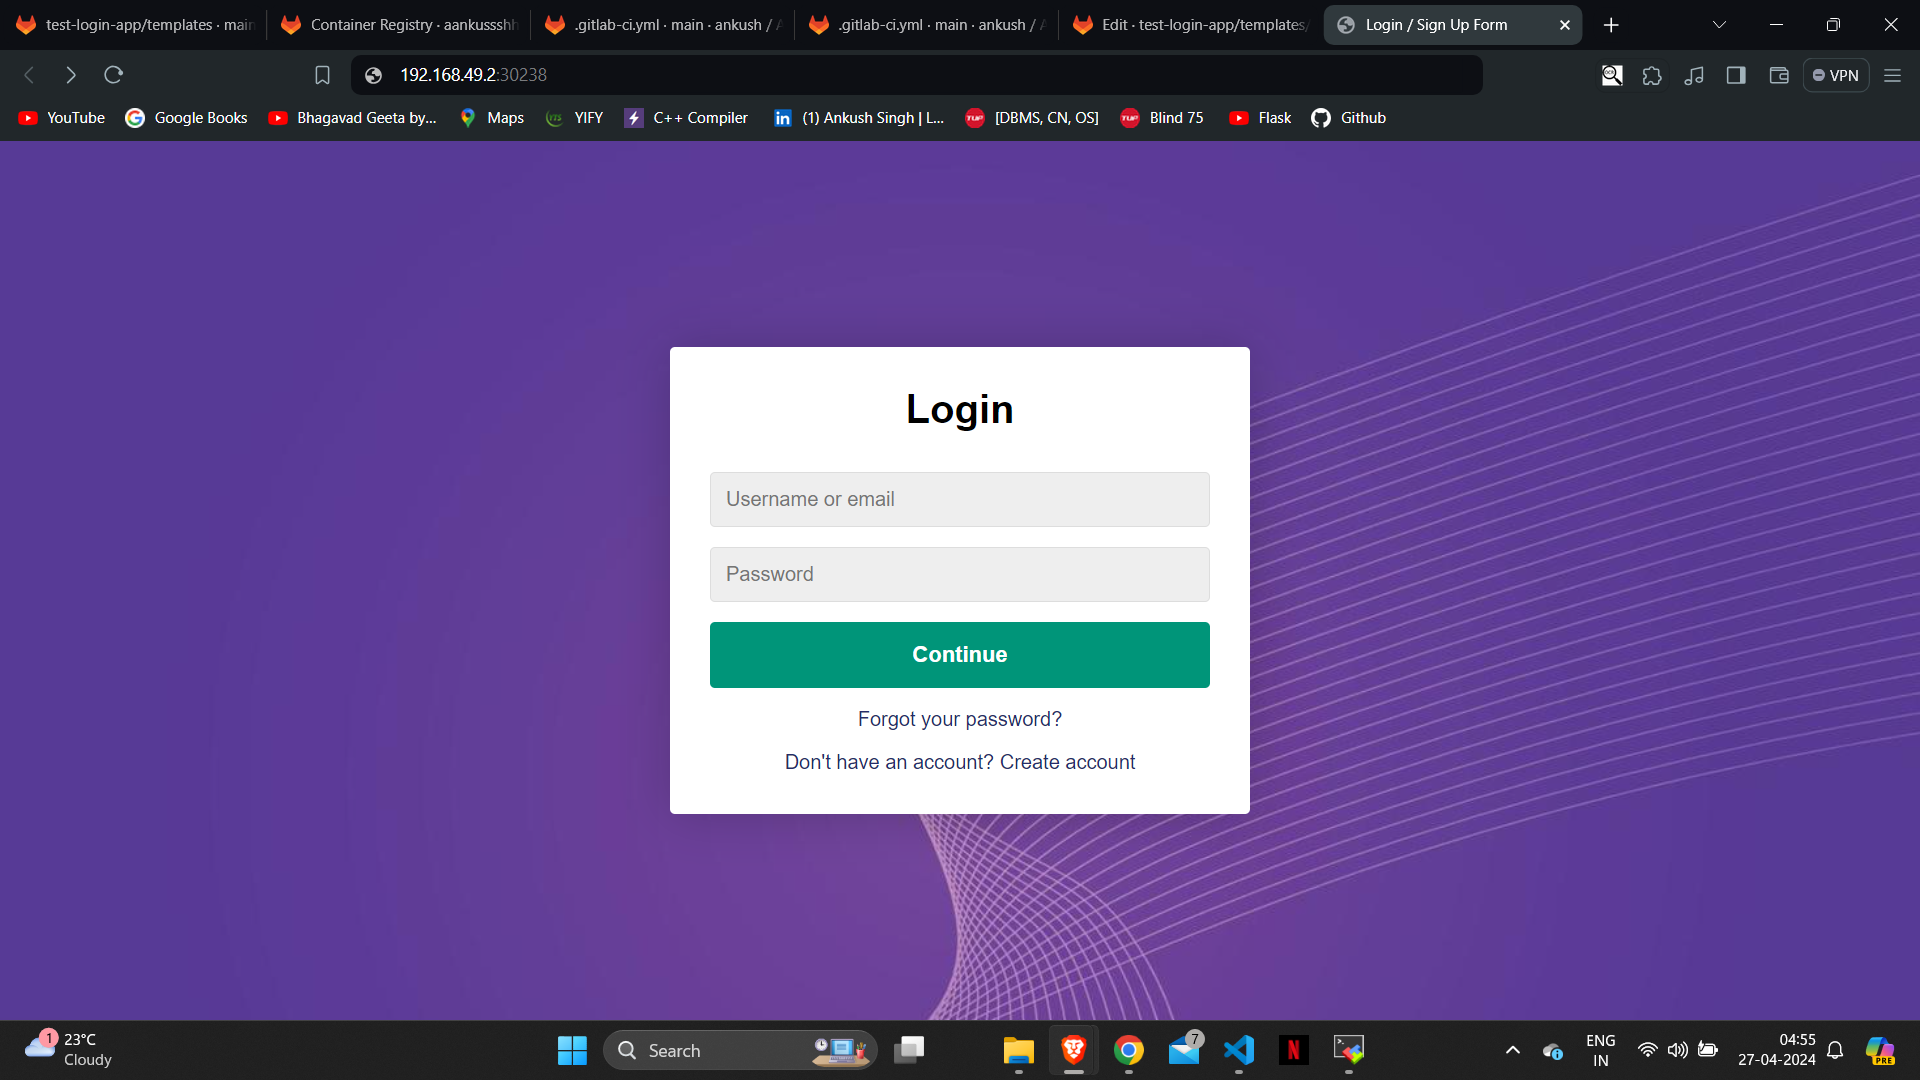 test-login-app/templates · main
Container Registry · aankussshh
.gitlab-ci.yml · main · ankush /
.gitlab-ci.yml · main · ankush /
Edit · test-login-app/templates/
Login / Sign Up Form
192.168.49.2:30238
VPN
YouTube
Google Books
Bhagavad Geeta by...
Maps
YIFY
C++ Compiler
(1) Ankush Singh | L...
[DBMS, CN, OS]
Blind 75
Flask
Github
Login
Username or email
Password
Continue
Forgot your password?
Don't have an account? Create account
1
23°C
Cloudy
Search
7
ENG
IN
04:55
27-04-2024
PRE